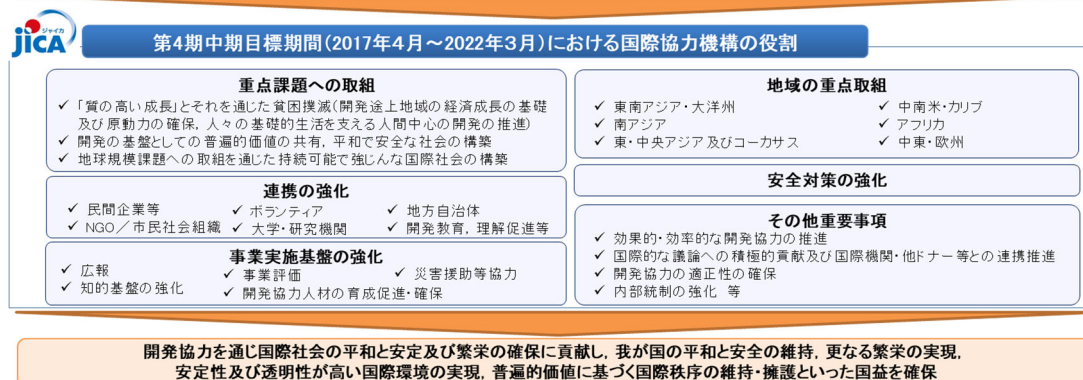 ジャイカ
JICA
第4期中期目標期間(2017年4月~2022年3月)における国際協力機構の役割
重点課題への取組
✓ 「質の高い成長」とそれを通じた貧困撲滅(開発途上地域の経済成長の基礎
及び原動力の確保, 人々の基礎的生活を支える人間中心の開発の推進)
✓ 開発の基盤としての普遍的価値の共有, 平和で安全な社会の構築
✓ 地球規模課題への取組を通じた持続可能で強じんな国際社会の構築
連携の強化
✓ 民間企業等 ✓ ボランティア ✓ 地方自治体
✓ NGO/市民社会組織 ✓ 大学・研究機関 ✓ 開発教育, 理解促進等
事業実施基盤の強化
✓ 広報 ✓ 事業評価 ✓ 災害援助等協力
✓ 知的基盤の強化 ✓ 開発協力人材の育成促進・確保
地域の重点取組
✓ 東南アジア・大洋州 ✓ 中南米・カリブ
✓ 南アジア ✓ アフリカ
✓ 東・中央アジア及びコーカサス ✓ 中東・欧州
安全対策の強化
その他重要事項
✓ 効果的・効率的な開発協力の推進
✓ 国際的な議論への積極的貢献及び国際機関・他ドナー等との連携推進
✓ 開発協力の適正性の確保
✓ 内部統制の強化 等
開発協力を通じ国際社会の平和と安定及び繁栄の確保に貢献し, 我が国の平和と安全の維持, 更なる繁栄の実現,
安定性及び透明性が高い国際環境の実現, 普遍的価値に基づく国際秩序の維持・擁護といった国益を確保